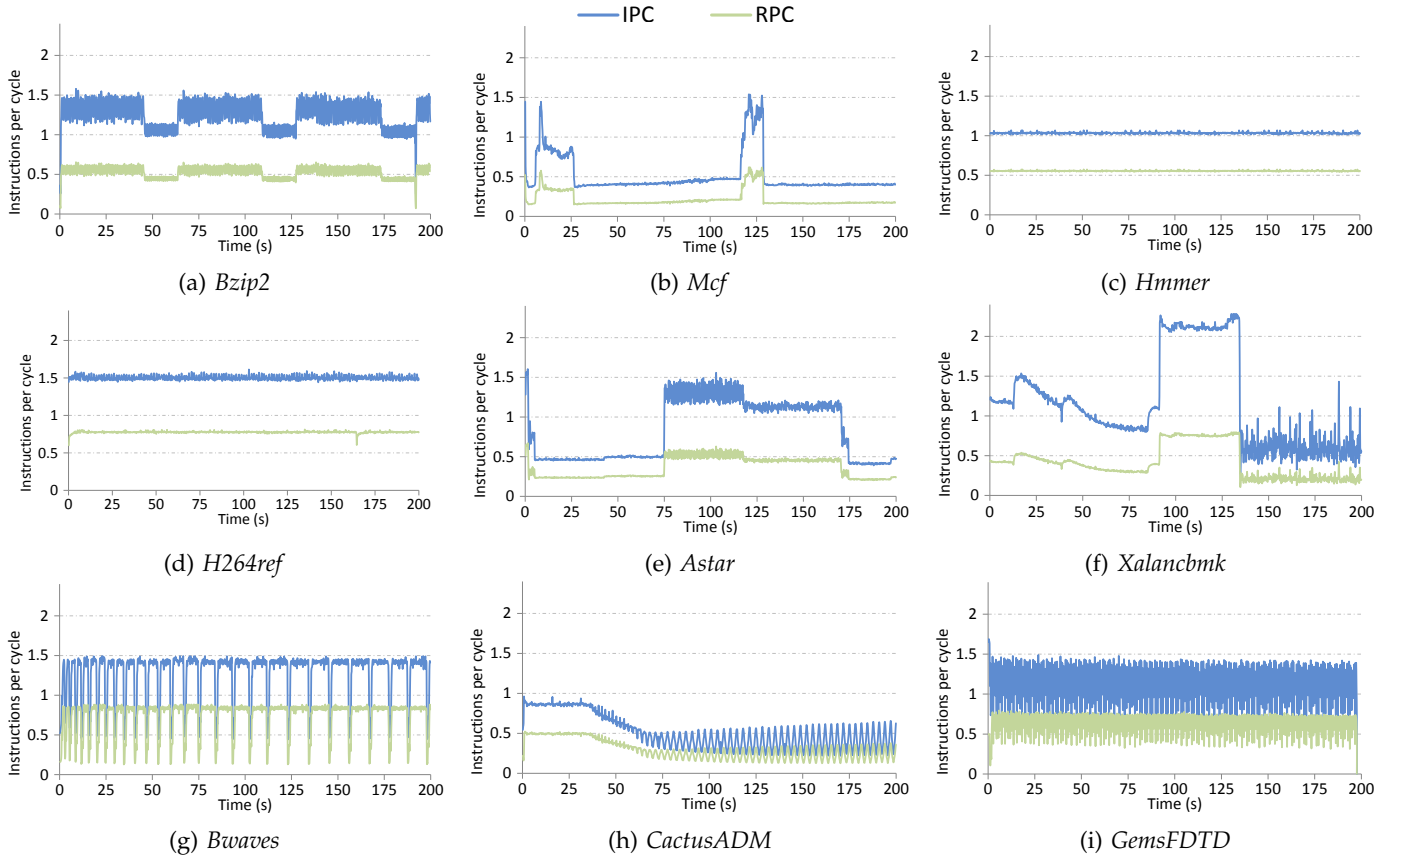 IPC RPC
Instructions per cycle
2
1.5
1
0.5
0
0 25 50 75 100 125 150 175 200
Time (s)
(a) Bzip2
Instructions per cycle
2
1.5
1
0.5
0
0 25 50 75 100 125 150 175 200
Time (s)
(b) Mcf
Instructions per cycle
2
1.5
1
0.5
0
0 25 50 75 100 125 150 175 200
Time (s)
(c) Hmmer
Instructions per cycle
2
1.5
1
0.5
0
0 25 50 75 100 125 150 175 200
Time (s)
(d) H264ref
Instructions per cycle
2
1.5
1
0.5
0
0 25 50 75 100 125 150 175 200
Time (s)
(e) Astar
Instructions per cycle
2
1.5
1
0.5
0
0 25 50 75 100 125 150 175 200
Time (s)
(f) Xalancbmk
Instructions per cycle
2
1.5
1
0.5
0
0 25 50 75 100 125 150 175 200
Time (s)
(g) Bwaves
Instructions per cycle
2
1.5
1
0.5
0
0 25 50 75 100 125 150 175 200
Time (s)
(h) CactusADM
Instructions per cycle
2
1.5
1
0.5
0
0 25 50 75 100 125 150 175 200
Time (s)
(i) GemsFDTD